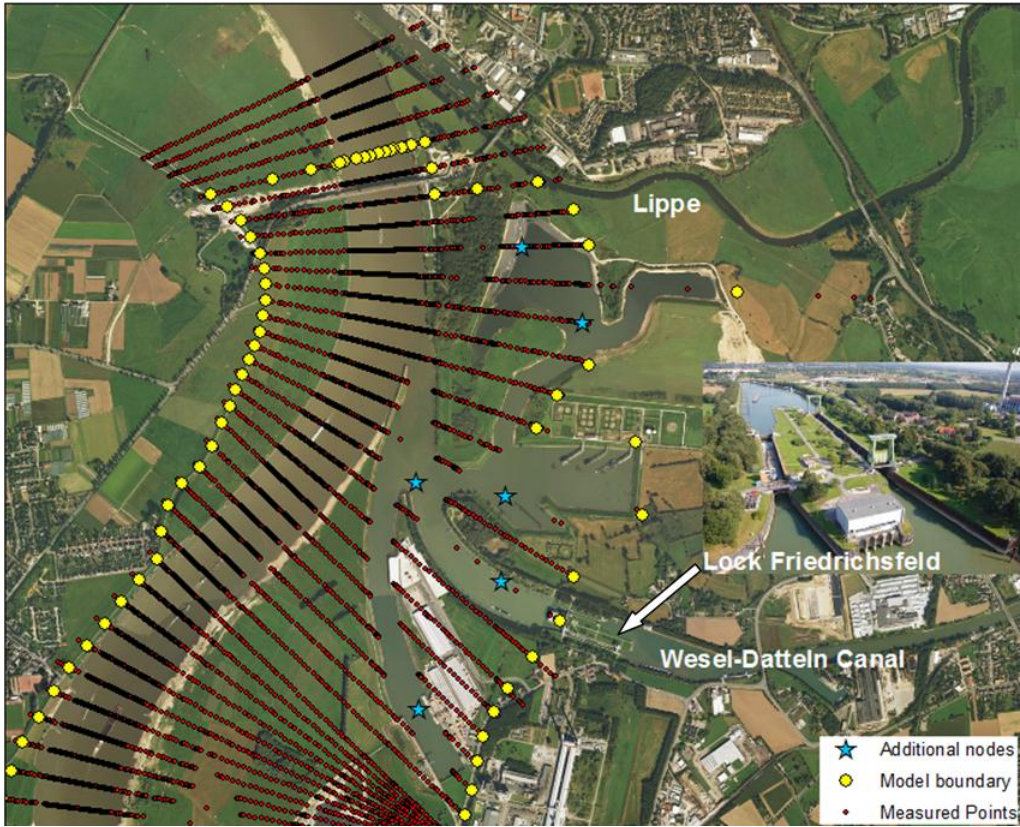 Lippe
Lock Friedrichsfeld
Wesel-Datteln Canal
Additional nodes
Model boundary
Measured Points